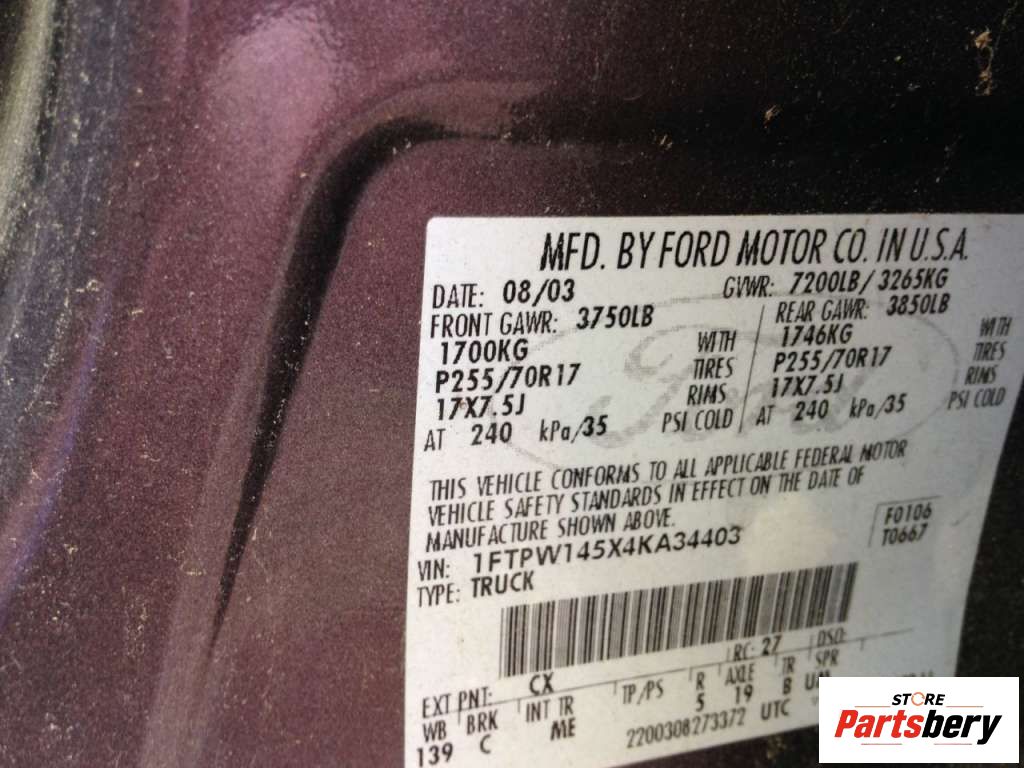 MFD. BY FORD MOTOR CO. IN U.S.A.
DATE: 08/03 GVWR: 7200LB/3265KG
FRONT GAWR: 3750LB REAR GAWR: 3850LB
1700KG WITH 1746KG WITH
P255/70R17 TIRES P255/70R17 TIRES
17X7.5J RIMS 17X7.5J RIMS
AT 240 kPa/35 PSI COLD AT 240 kPa/35 PSI COLD
Ford
THIS VEHICLE CONFORMS TO ALL APPLICABLE FEDERAL MOTOR
VEHICLE SAFETY STANDARDS IN EFFECT ON THE DATE OF
MANUFACTURE SHOWN ABOVE.
F0106
VIN: 1FTPW145X4KA34403 T0667
TYPE: TRUCK
RC: 27 DSO:
EXT PNT: CX TP/PS R AXLE TR SPR
WB BRK INT TR 5 19 B
139 C ME 2200308273372 UTC
STORE
Partsbery